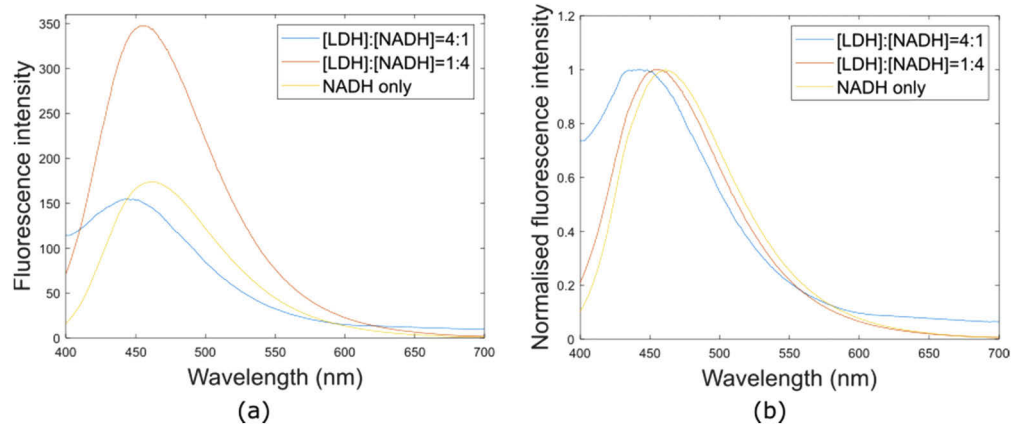 Fluorescence intensity
350
300
250
200
150
100
50
0
400
450
500
550
600
650
700
Wavelength (nm)
[LDH]:[NADH]=4:1
[LDH]:[NADH]=1:4
NADH only
(a)
Normalised fluorescence intensity
1.2
1
0.8
0.6
0.4
0.2
0
400
450
500
550
600
650
700
Wavelength (nm)
[LDH]:[NADH]=4:1
[LDH]:[NADH]=1:4
NADH only
(b)